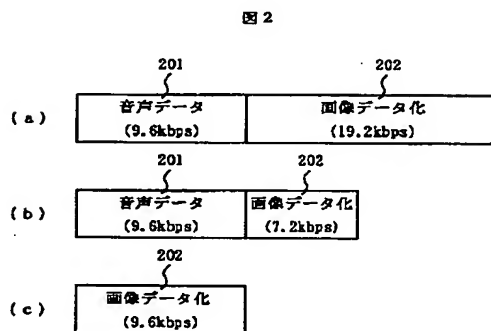 図2
201 202
(a) 音声データ 画像データ化
(9.6kbps) (19.2kbps)
201 202
(b) 音声データ 画像データ化
(9.6kbps) (7.2kbps)
202
(c) 画像データ化
(9.6kbps)